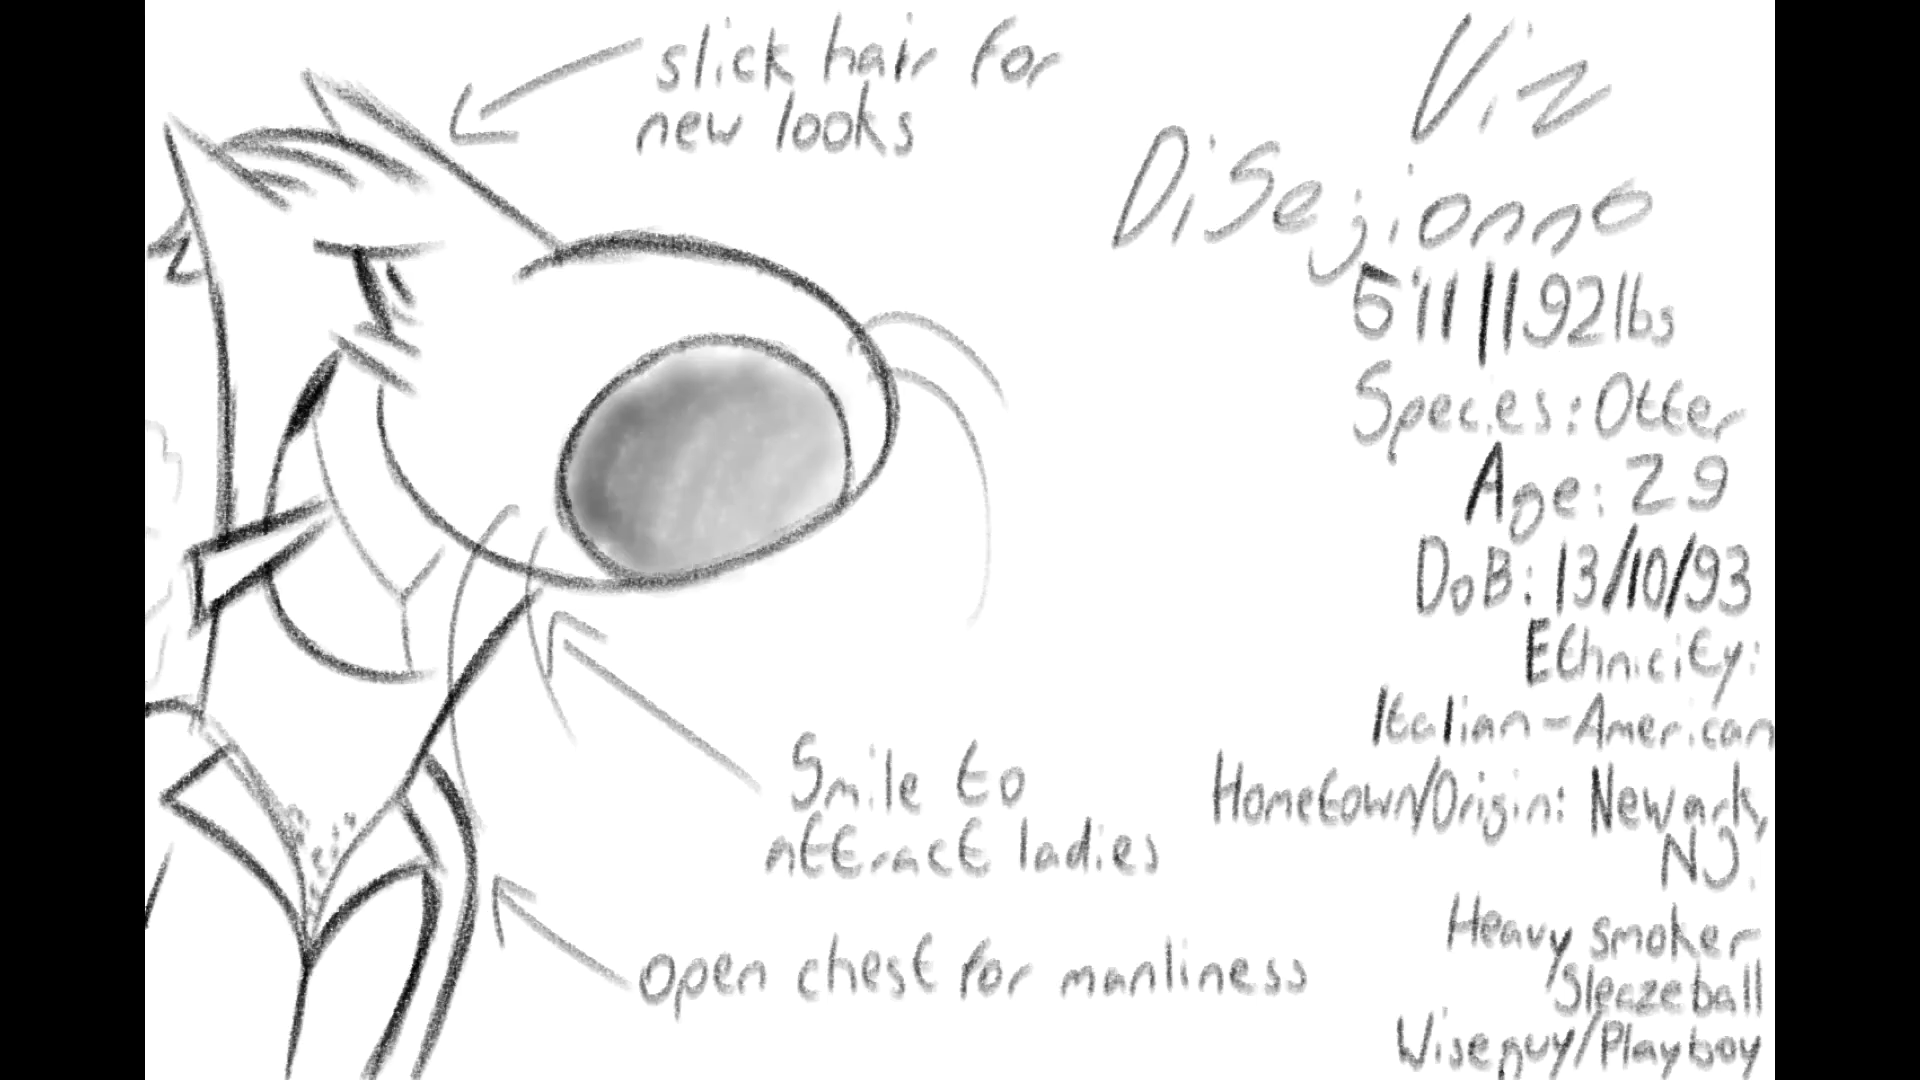 slick hair for
new looks
Viz
DiSegionno
5'11 || 192lbs
Species: Otter
Age: 29
DoB: 13/10/93
Ethnicity:
Italian-American
Hometown/Origin: Newark,
NJ.
Smile to
attract ladies
Heavy smoker
Sleazeball
Wiseguy/Playboy
open chest for manliness